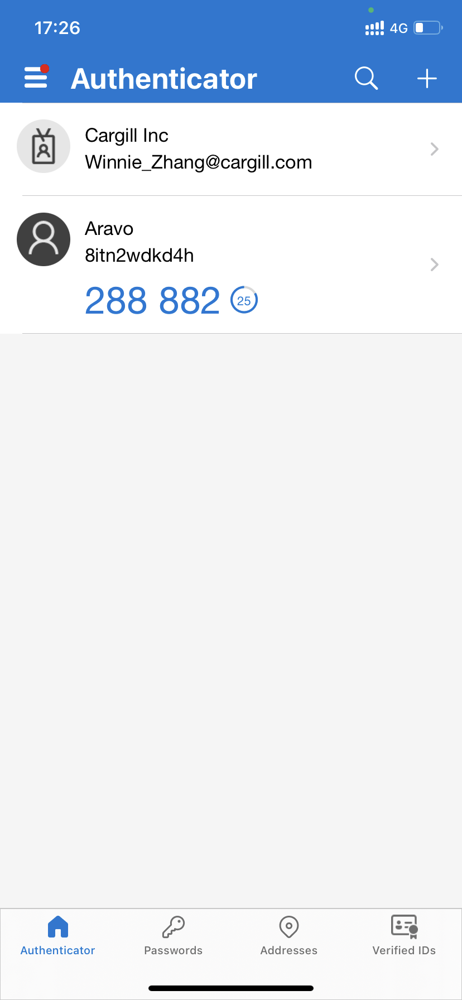 17:26
4G
Authenticator
Cargill Inc
Winnie_Zhang@cargill.com
Aravo
8itn2wdkd4h
288 882 25
Authenticator Passwords Addresses Verified IDs